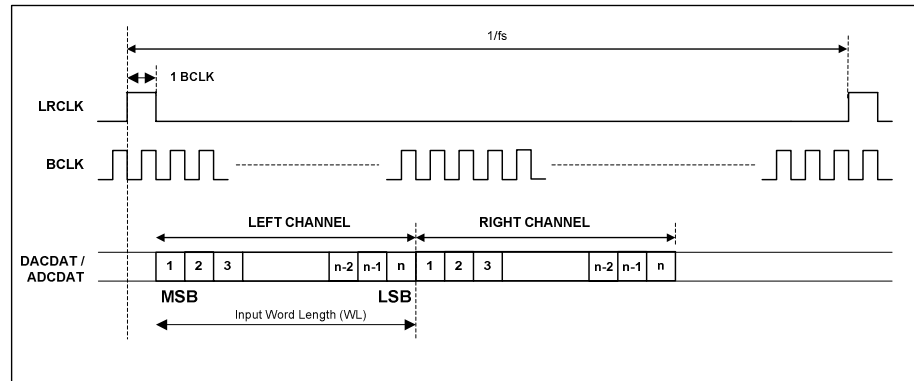 1/fs
1 BCLK
LRCLK
BCLK
LEFT CHANNEL RIGHT CHANNEL
DACDAT /
ADCDAT
1 2 3 n-2 n-1 n 1 2 3 n-2 n-1 n
MSB LSB
Input Word Length (WL)